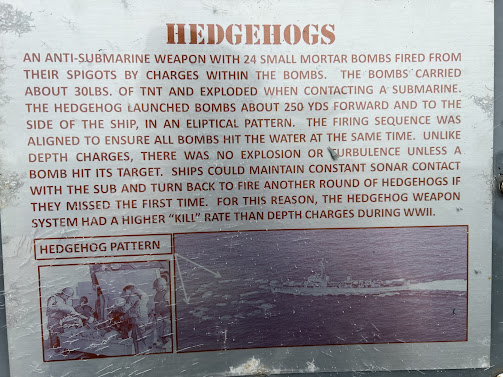 HEDGEHOGS
AN ANTI-SUBMARINE WEAPON WITH 24 SMALL MORTAR BOMBS FIRED FROM
THEIR SPIGOTS BY CHARGES WITHIN THE BOMBS. THE BOMBS CARRIED
ABOUT 30LBS. OF TNT AND EXPLODED WHEN CONTACTING A SUBMARINE.
THE HEDGEHOG LAUNCHED BOMBS ABOUT 250 YDS FORWARD AND TO THE
SIDE OF THE SHIP, IN AN ELIPTICAL PATTERN. THE FIRING SEQUENCE WAS
ALIGNED TO ENSURE ALL BOMBS HIT THE WATER AT THE SAME TIME. UNLIKE
DEPTH CHARGES, THERE WAS NO EXPLOSION OR TURBULENCE UNLESS A
BOMB HIT ITS TARGET. SHIPS COULD MAINTAIN CONSTANT SONAR CONTACT
WITH THE SUB AND TURN BACK TO FIRE ANOTHER ROUND OF HEDGEHOGS IF
THEY MISSED THE FIRST TIME. FOR THIS REASON, THE HEDGEHOG WEAPON
SYSTEM HAD A HIGHER “KILL” RATE THAN DEPTH CHARGES DURING WWII.
HEDGEHOG PATTERN